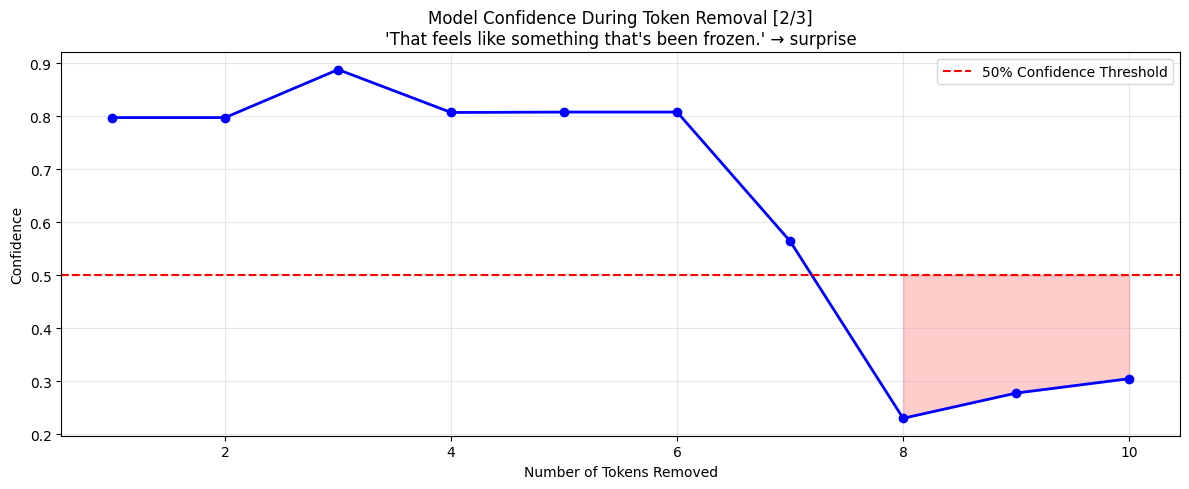 Model Confidence During Token Removal [2/3]
'That feels like something that's been frozen.' → surprise
50% Confidence Threshold
Confidence
0.9
0.8
0.7
0.6
0.5
0.4
0.3
0.2
2 4 6 8 10
Number of Tokens Removed